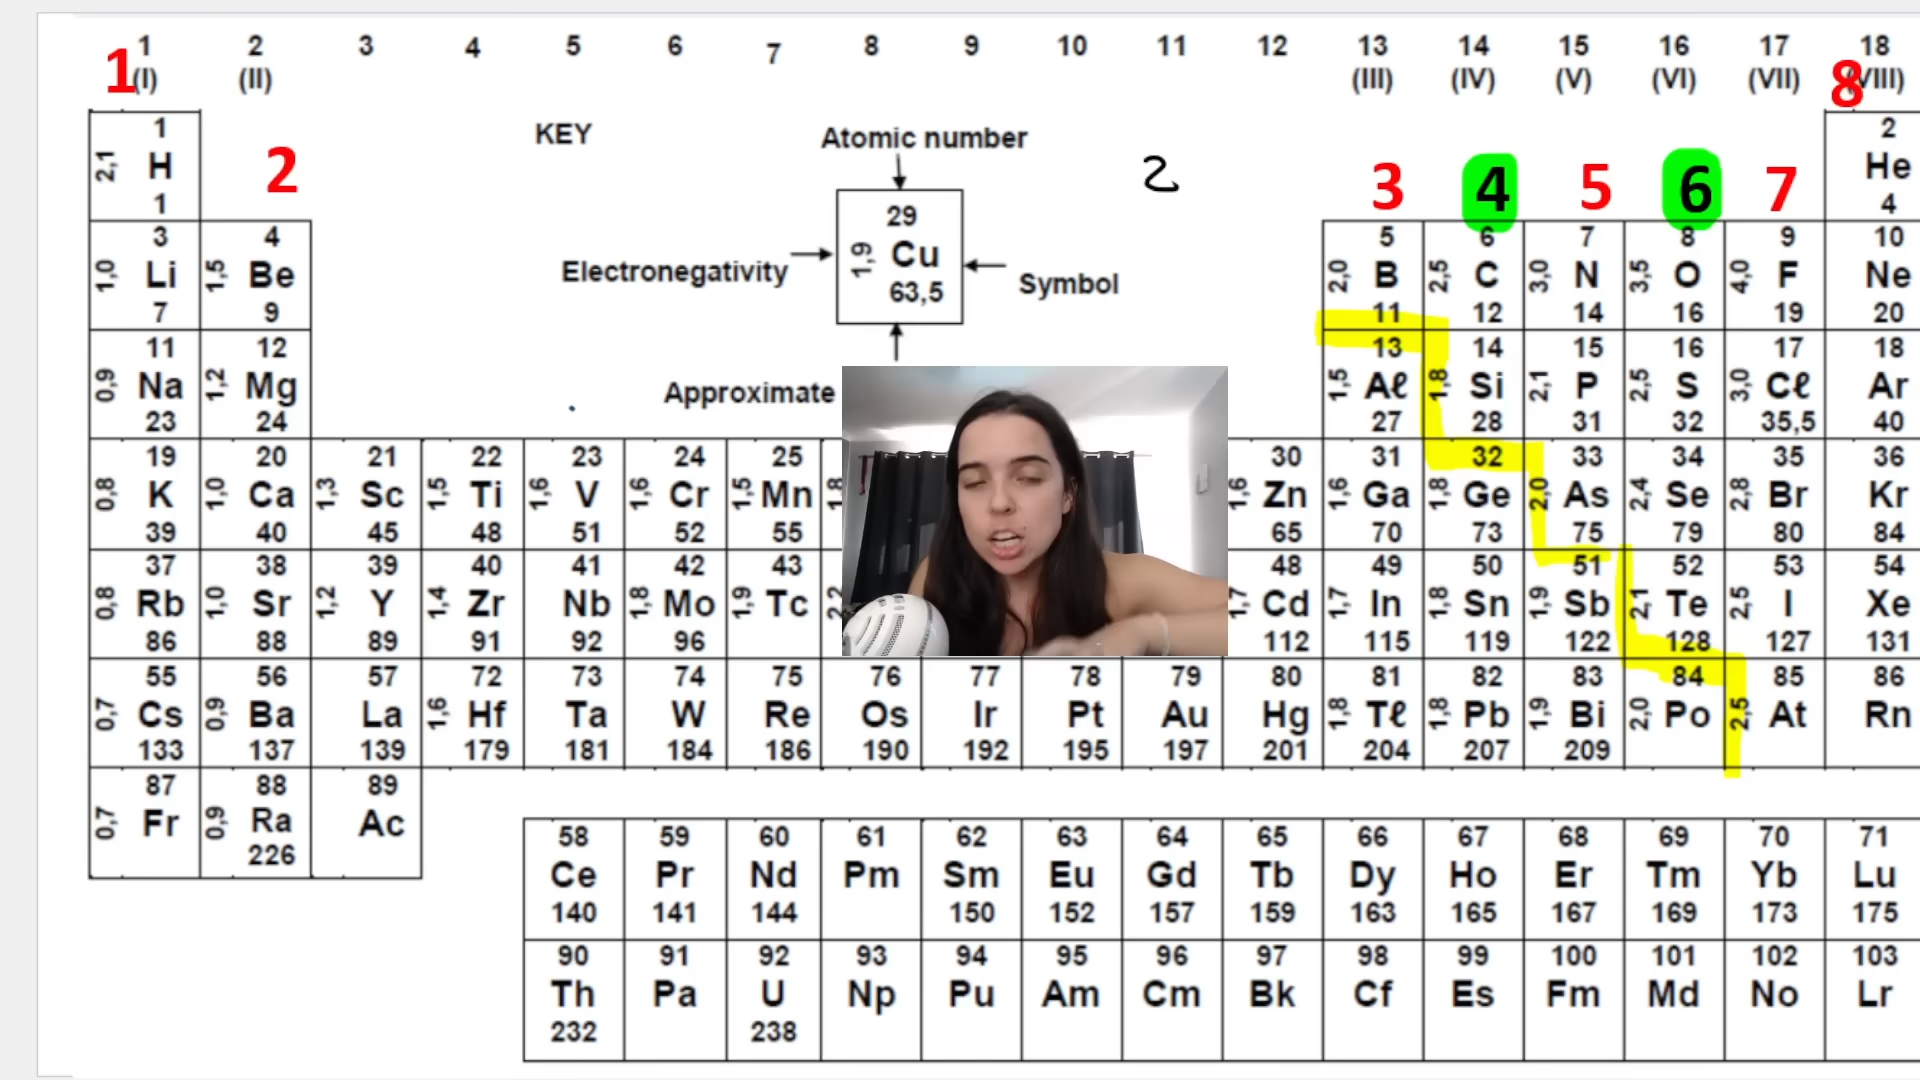 1 2 3 4 5 6 7 8 9 10 11 12 13 14 15 16 17 18
1 (I) (II) (III) (IV) (V) (VI) (VII) 8 (VIII)
1 KEY Atomic number 2
2,1 H 2 2 3 4 5 6 7 He
1 29 4
3 4 1,9 Cu 5 6 7 8 9 10
1,0 Li 1,5 Be Electronegativity 63,5 Symbol 2,0 B 2,5 C 3,0 N 3,5 O 4,0 F Ne
7 9 11 12 14 16 19 20
11 12 13 14 15 16 17 18
0,9 Na 1,2 Mg Approximate 1,5 Aℓ 1,8 Si 2,1 P 2,5 S 3,0 Cℓ Ar
23 24 27 28 31 32 35,5 40
19 20 21 22 23 24 25 30 31 32 33 34 35 36
0,8 K 1,0 Ca 1,3 Sc 1,5 Ti 1,6 V 1,6 Cr 1,5 Mn 1,8 1,6 Zn 1,6 Ga 1,8 Ge 2,0 As 2,4 Se 2,8 Br Kr
39 40 45 48 51 52 55 65 70 73 75 79 80 84
37 38 39 40 41 42 43 48 49 50 51 52 53 54
0,8 Rb 1,0 Sr 1,2 Y 1,4 Zr Nb 1,8 Mo 1,9 Tc 2,2 1,7 Cd 1,7 In 1,8 Sn 1,9 Sb 2,1 Te 2,5 I Xe
86 88 89 91 92 96 112 115 119 122 128 127 131
55 56 57 72 73 74 75 76 77 78 79 80 81 82 83 84 85 86
0,7 Cs 0,9 Ba La 1,6 Hf Ta W Re Os Ir Pt Au Hg 1,8 Tℓ 1,8 Pb 1,9 Bi 2,0 Po 2,5 At Rn
133 137 139 179 181 184 186 190 192 195 197 201 204 207 209
87 88 89
0,7 Fr 0,9 Ra Ac
226
58 59 60 61 62 63 64 65 66 67 68 69 70 71
Ce Pr Nd Pm Sm Eu Gd Tb Dy Ho Er Tm Yb Lu
140 141 144 150 152 157 159 163 165 167 169 173 175
90 91 92 93 94 95 96 97 98 99 100 101 102 103
Th Pa U Np Pu Am Cm Bk Cf Es Fm Md No Lr
232 238